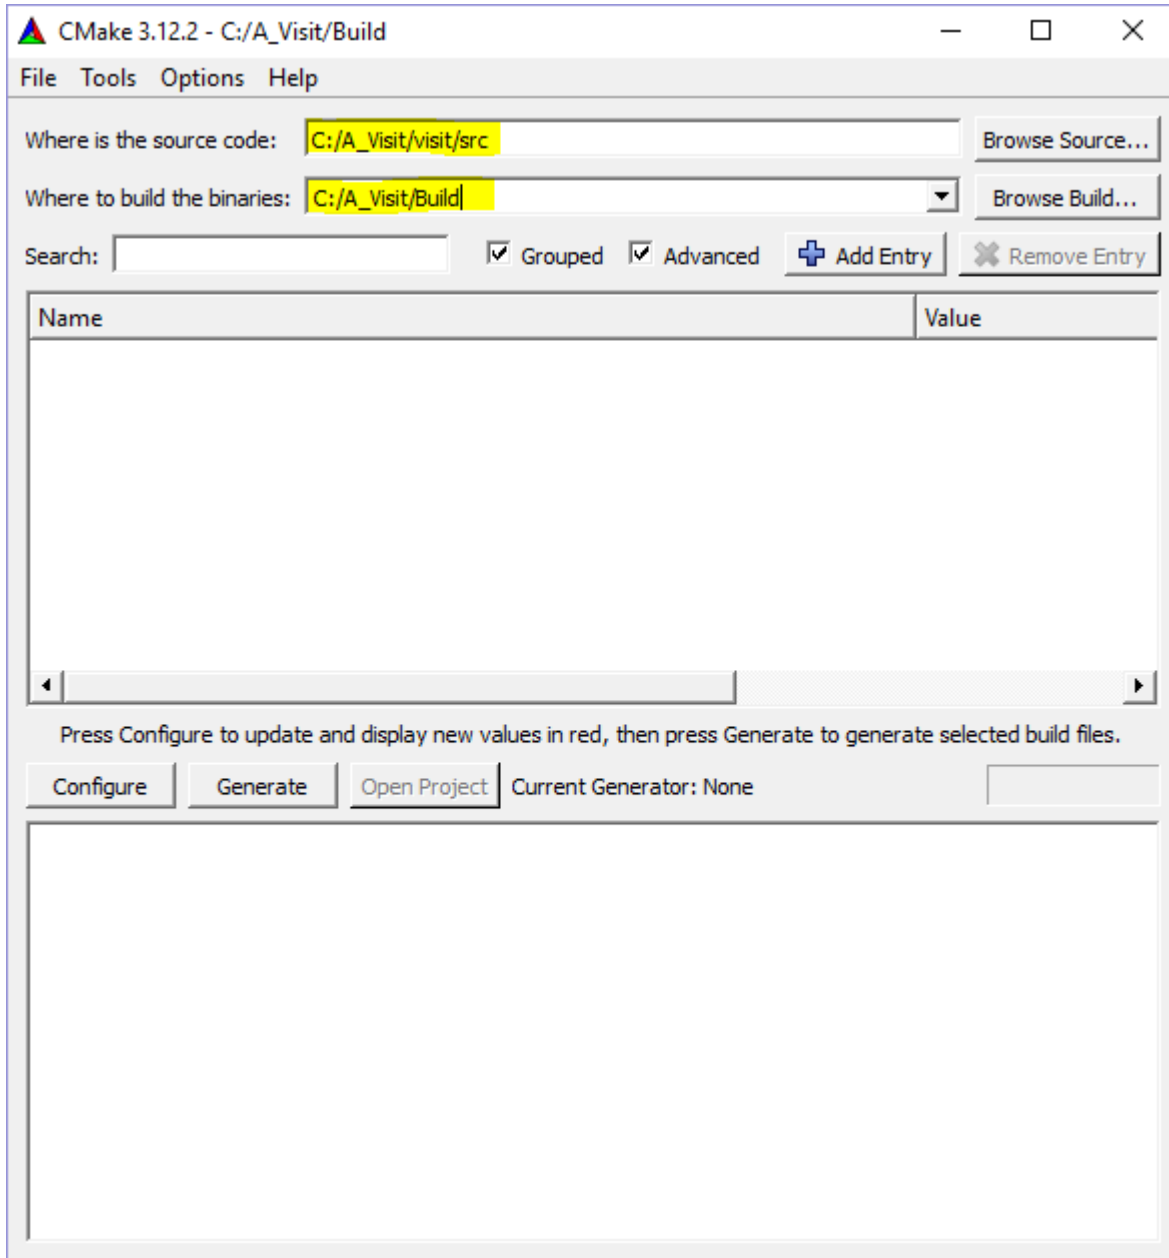 CMake 3.12.2 - C:/A_Visit/Build
File Tools Options Help
Where is the source code: C:/A_Visit/visit/src Browse Source...
Where to build the binaries: C:/A_Visit/Build Browse Build...
Search: Grouped Advanced Add Entry Remove Entry
Name Value
Press Configure to update and display new values in red, then press Generate to generate selected build files.
Configure Generate Open Project Current Generator: None